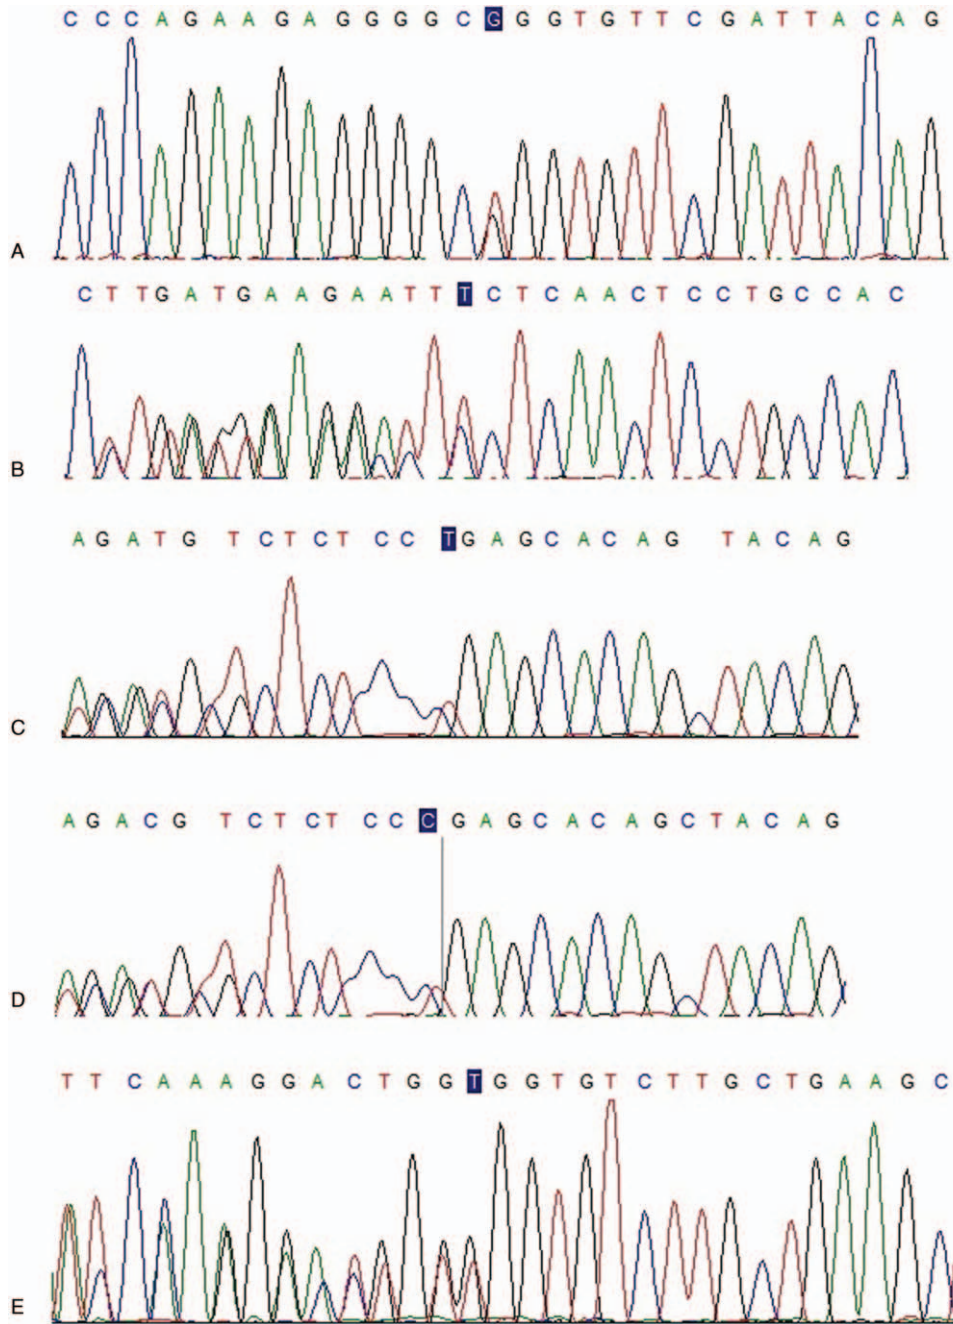 C C C A G A A G A G G G G C G G G T G T T C G A T T A C A G
A
C T T G A T G A A G A A T T T C T C A A C T C C T G C C A C
B
A G A T G T C T C T C C T G A G C A C A G T A C A G
C
A G A C G T C T C T C C C G A G C A C A G C T A C A G
D
T T C A A A G G A C T G G T G G T G T C T T G C T G A A G C
E